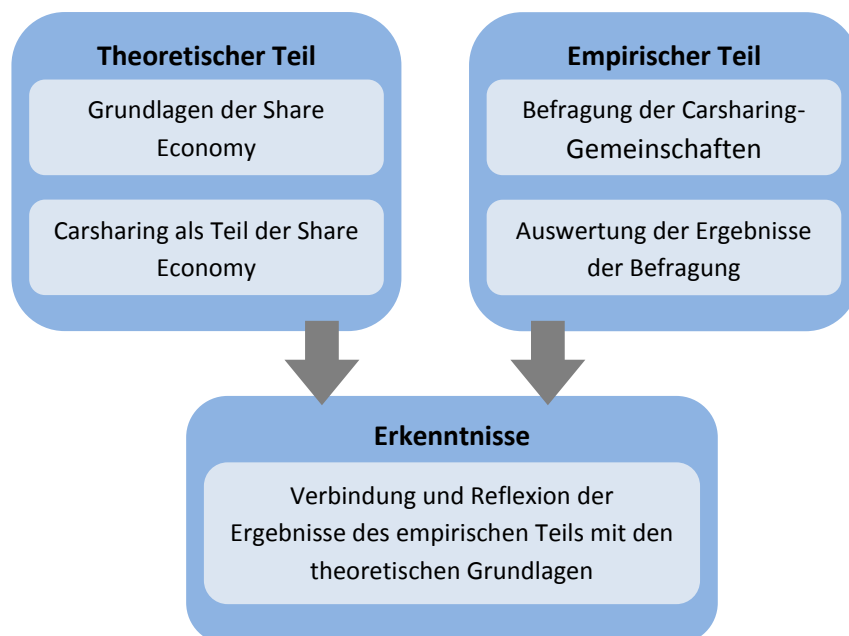 Theoretischer Teil
Grundlagen der Share
Economy
Carsharing als Teil der Share
Economy
Empirischer Teil
Befragung der Carsharing-
Gemeinschaften
Auswertung der Ergebnisse
der Befragung
Erkenntnisse
Verbindung und Reflexion der
Ergebnisse des empirischen Teils mit den
theoretischen Grundlagen